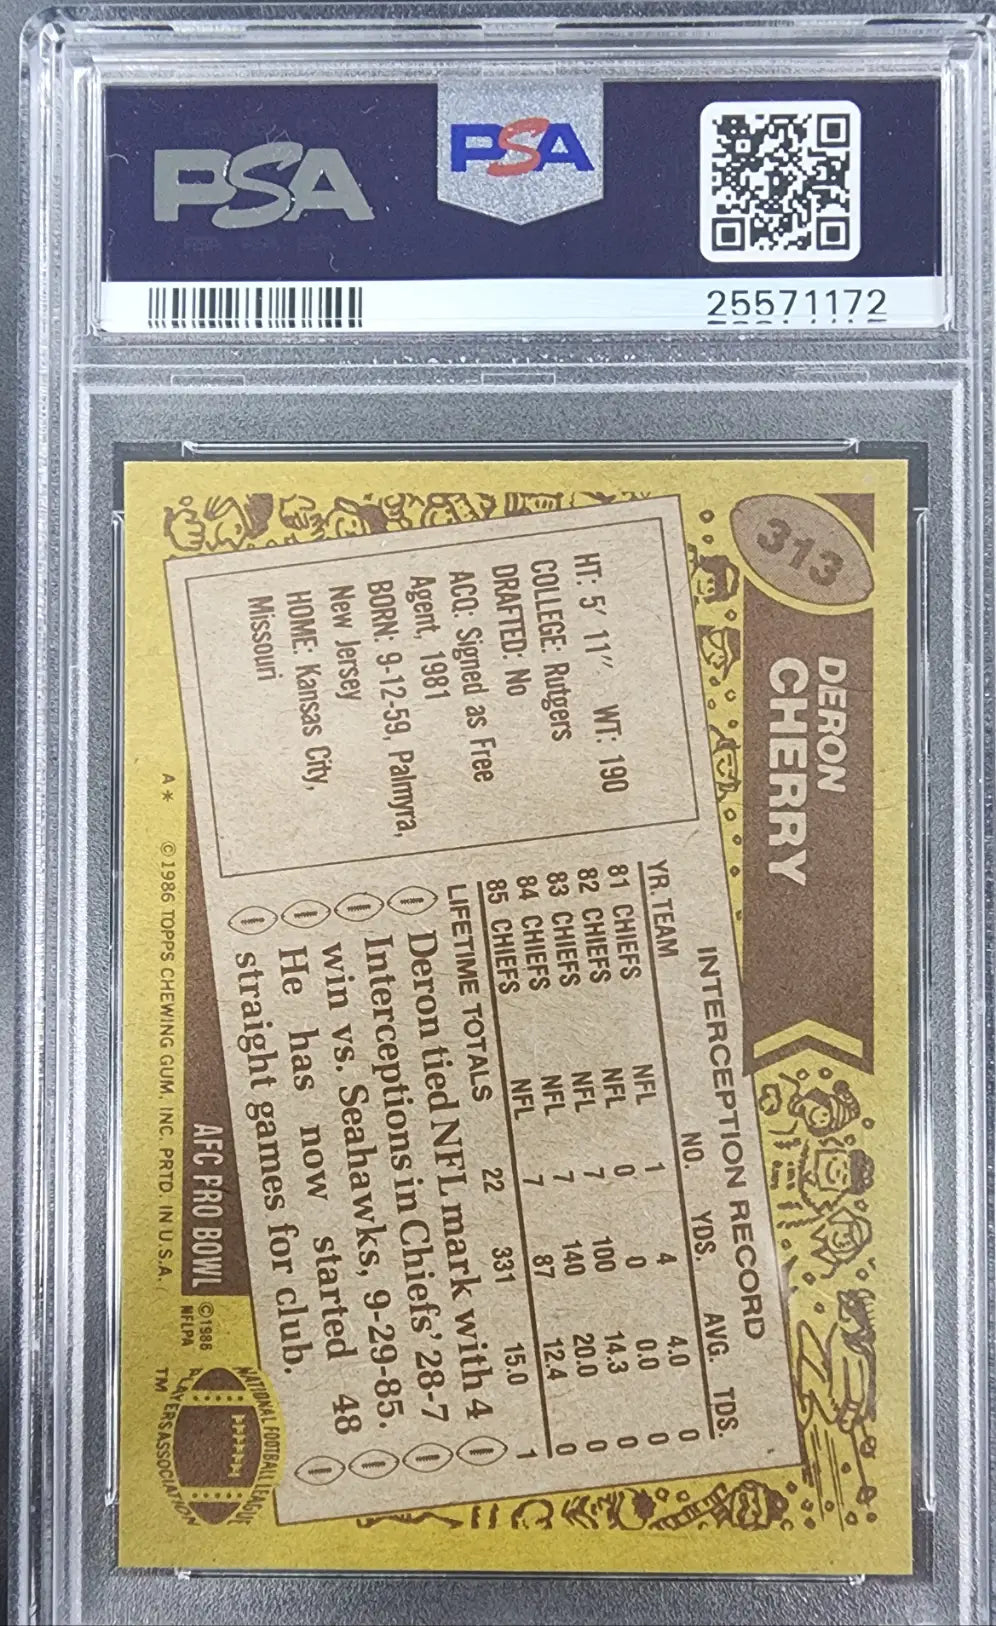 PSA
PSA
25571172
313
DERON
CHERRY
HT: 5' 11" WT: 190
COLLEGE: Rutgers
DRAFTED: No
ACQ: Signed as Free
Agent, 1981
BORN: 9-12-59, Palmyra,
New Jersey
HOME: Kansas City,
Missouri
INTERCEPTION RECORD
YR. TEAM NO. YDS. AVG. TDS.
81 CHIEFS NFL 1 4 4.0 0
82 CHIEFS NFL 0 0 0.0 0
83 CHIEFS NFL 7 100 14.3 0
84 CHIEFS NFL 7 140 20.0 0
85 CHIEFS NFL 7 87 12.4 0
LIFETIME TOTALS 22 331 15.0 1
Deron tied NFL mark with 4
Interceptions in Chiefs' 28-7
win vs. Seahawks, 9-29-85.
He has now started 48
straight games for club.
AFC PRO BOWL
A* ©1986 TOPPS CHEWING GUM, INC. PRTD. IN U.S.A.
©1986
NFLPA
NATIONAL FOOTBALL LEAGUE
PLAYERS ASSOCIATION
TM